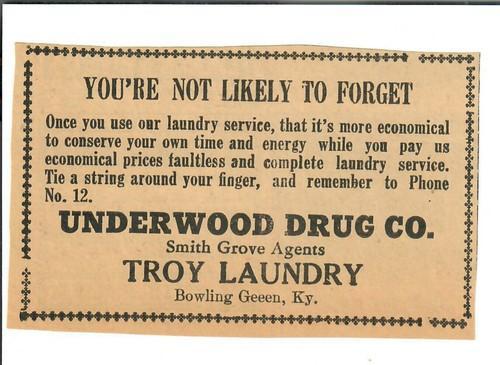 YOU'RE NOT LIKELY TO FORGET
Once you use our laundry service, that it's more economical
to conserve your own time and energy while you pay us
economical prices faultless and complete laundry service.
Tie a string around your finger, and remember to Phone
No. 12.
UNDERWOOD DRUG CO.
Smith Grove Agents
TROY LAUNDRY
Bowling Geeen, Ky.